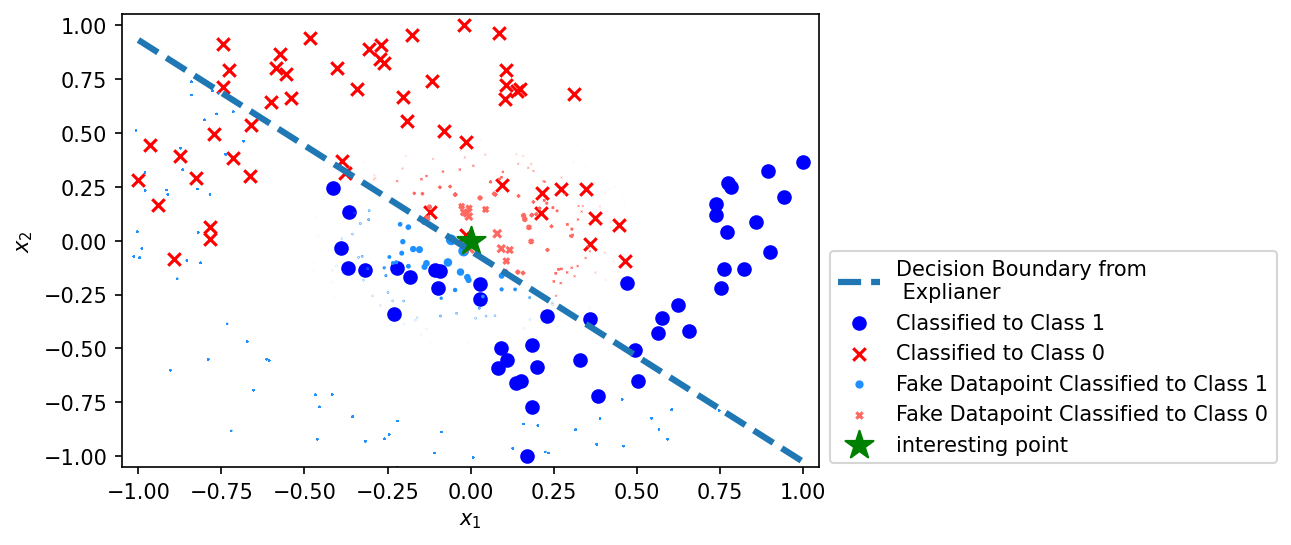 1.00
0.75
0.50
0.25
0.00
−0.25
−0.50
−0.75
−1.00
x2
−1.00 −0.75 −0.50 −0.25 0.00 0.25 0.50 0.75 1.00
x1
Decision Boundary from
Explianer
Classified to Class 1
Classified to Class 0
Fake Datapoint Classified to Class 1
Fake Datapoint Classified to Class 0
interesting point